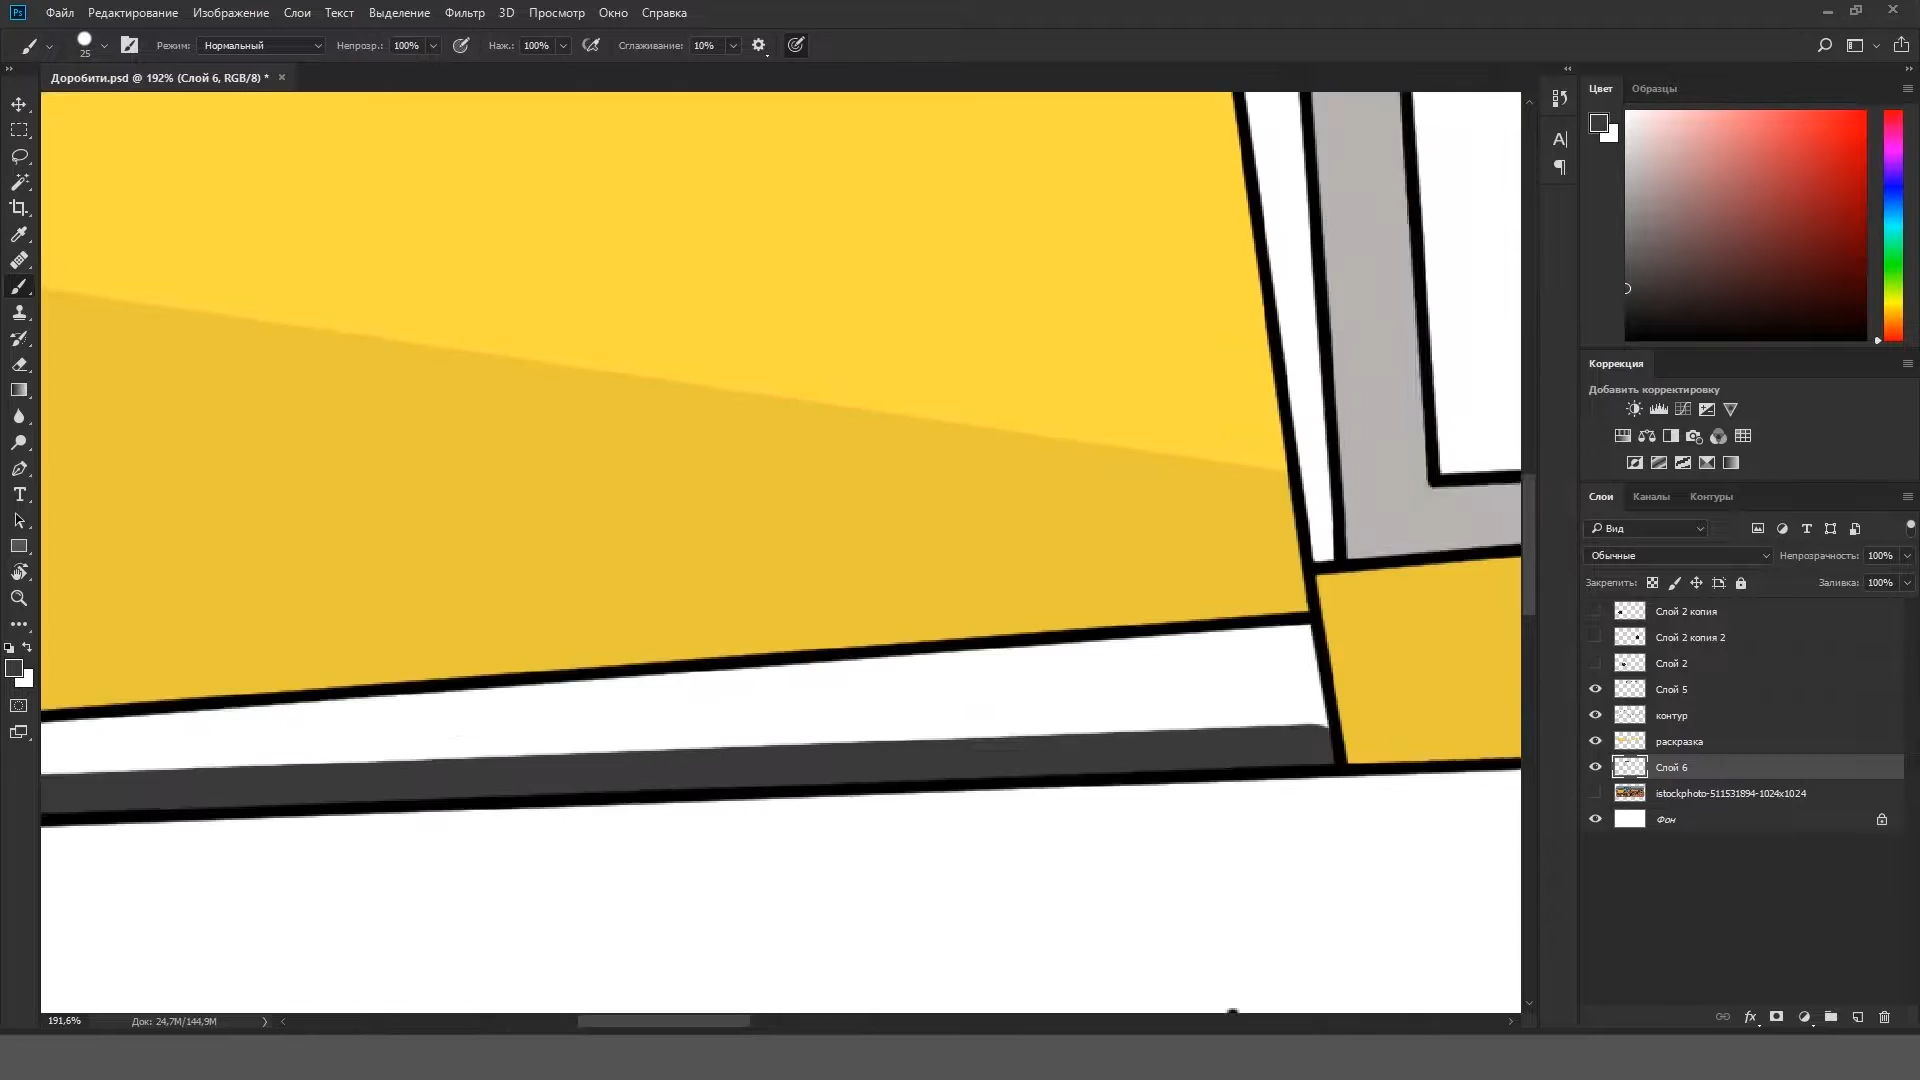 Ps Файл Редактирование Изображение Слои Текст Выделение Фильтр 3D Просмотр Окно Справка
25 Режим: Нормальный Непрозр.: 100% Наж.: 100% Сглаживание: 10%
Доробити.psd @ 192% (Слой 6, RGB/8) *
Цвет Образцы
Коррекция
Добавить корректировку
Слои Каналы Контуры
Вид
Обычные Непрозрачность: 100%
Закрепить: Заливка: 100%
Слой 2 копия
Слой 2 копия 2
Слой 2
Слой 5
контур
раскразка
Слой 6
istockphoto-511531894-1024x1024
Фон
fx
191,6% Док: 24,7M/144,9M